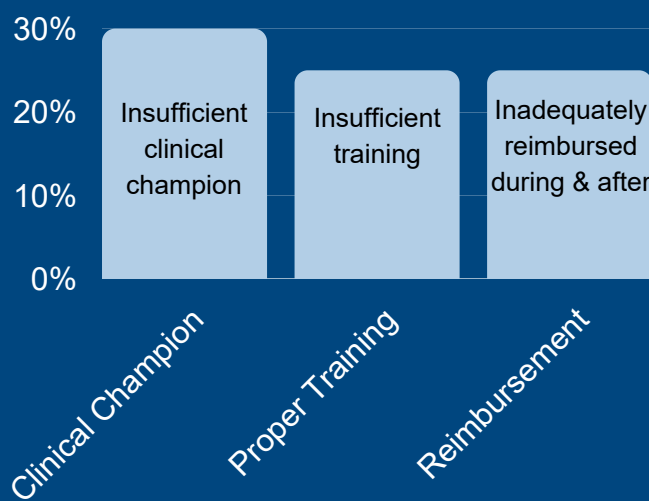 30%
20%
10%
0%
Insufficient
clinical
champion
Insufficient
training
Inadequately
reimbursed
during & after
Clinical Champion
Proper Training
Reimbursement